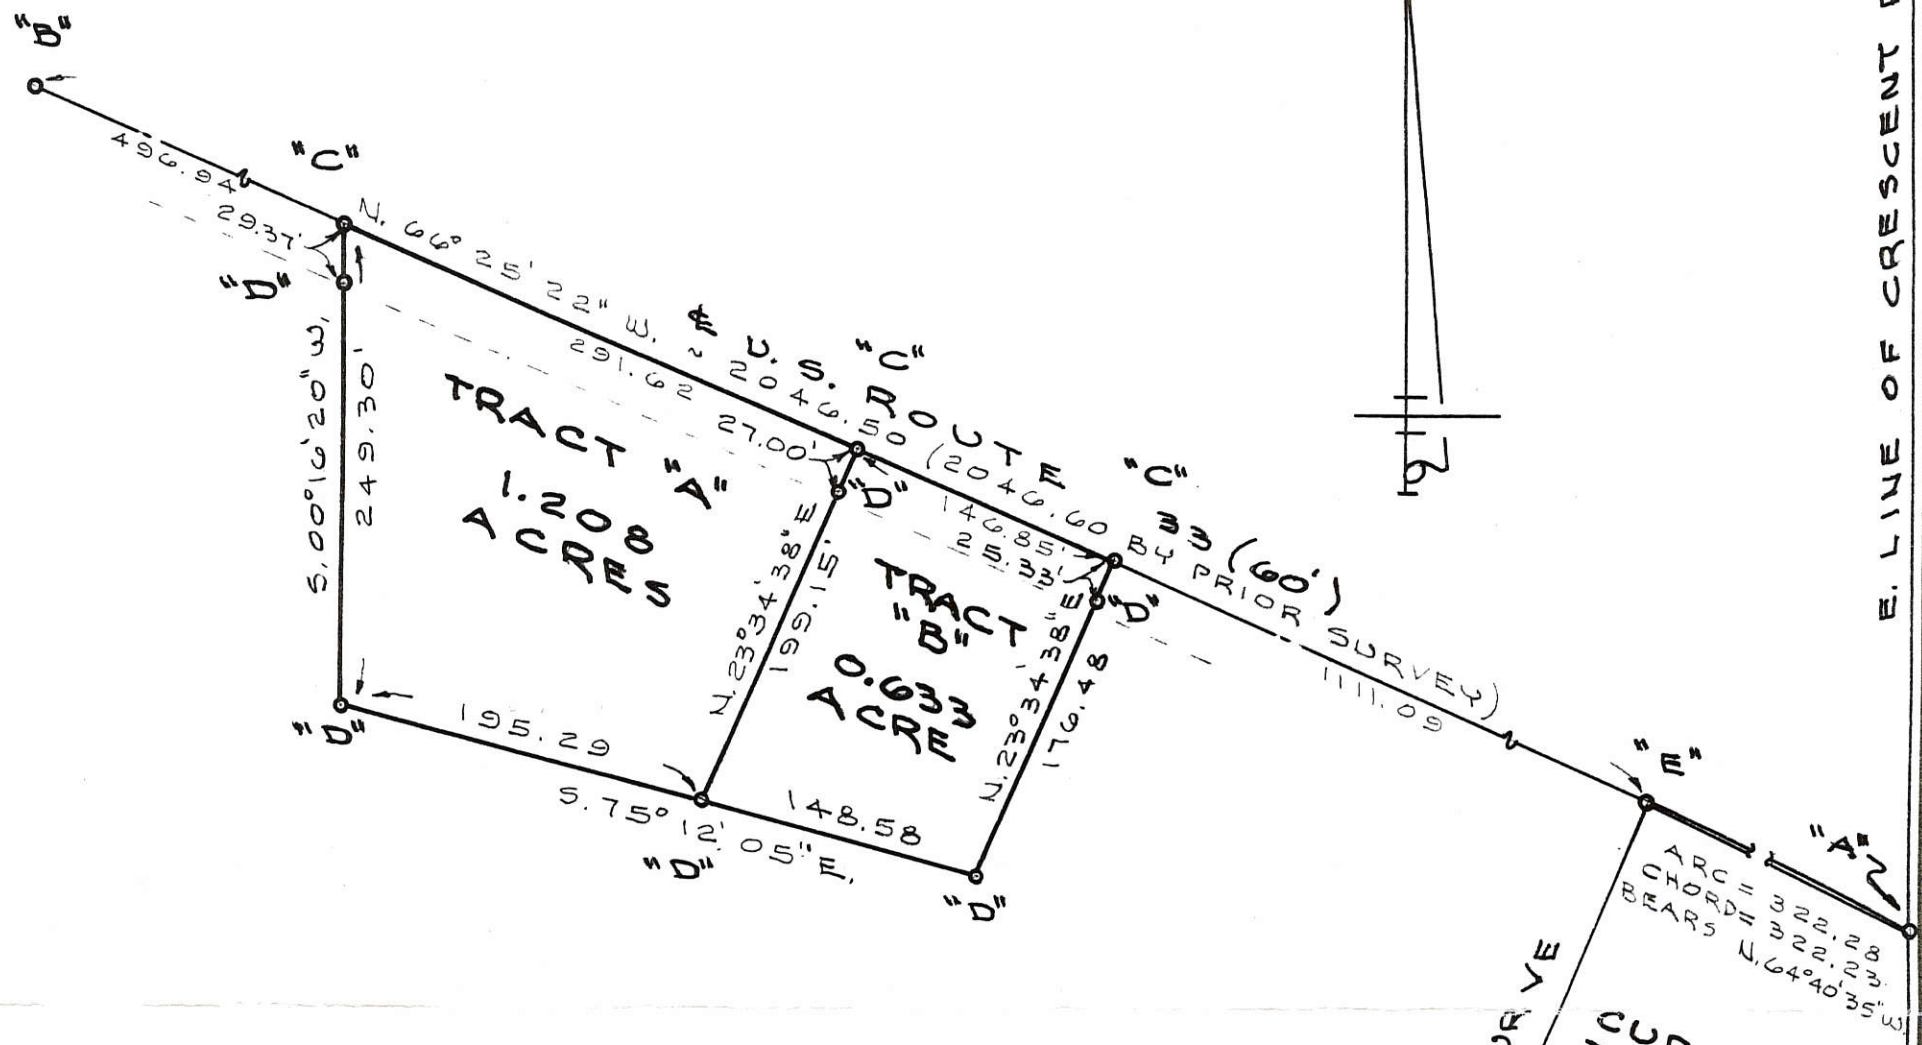 "B"
496.94
"C"
29.37'
"D"
N. 66° 25' 22" W. ~ 2046.50 (2046.60 BY PRIOR SURVEY)
℄ U.S. ROUTE 33 (60')
291.62
"C"
27.00'
"D"
146.85'
"C"
25.33'
"D"
1111.09
"E"
"A"
ARC = 322.28
CHORD = 322.23
BEARS N.64°40'35"W.
S.00°16'20"W.
249.30'
TRACT "A"
1.208
ACRES
N.23°34'38"E
199.15'
TRACT
"B"
0.633
ACRE
N.23°34'38"E
176.48
"D"
195.29
S.75°12'05"E.
148.58
"D"
"D"
E. LINE OF CRESCENT